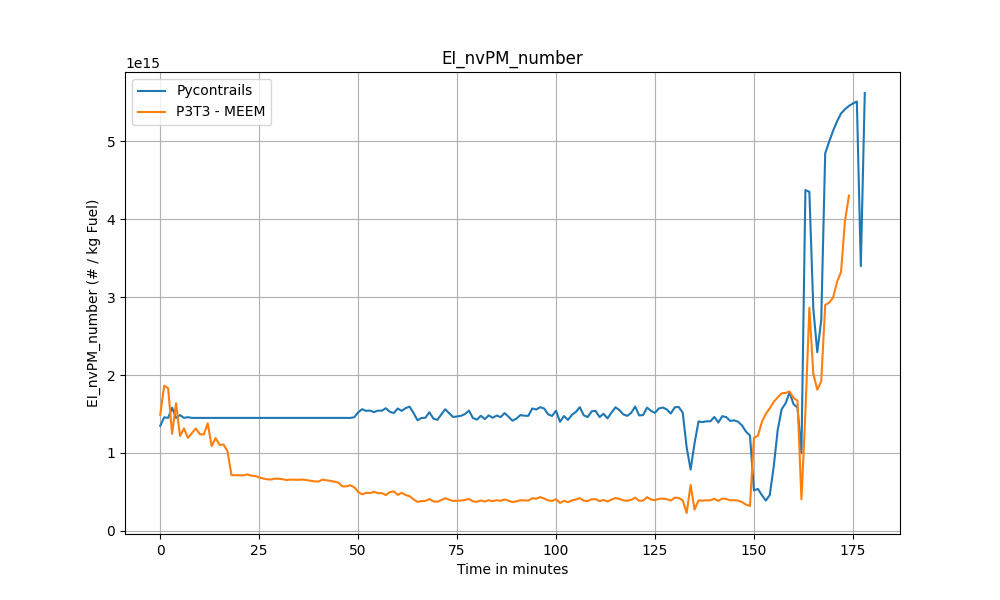 EI_nvPM_number
1e15
Pycontrails
P3T3 - MEEM
5
4
3
2
1
0
EI_nvPM_number (# / kg Fuel)
0 25 50 75 100 125 150 175
Time in minutes